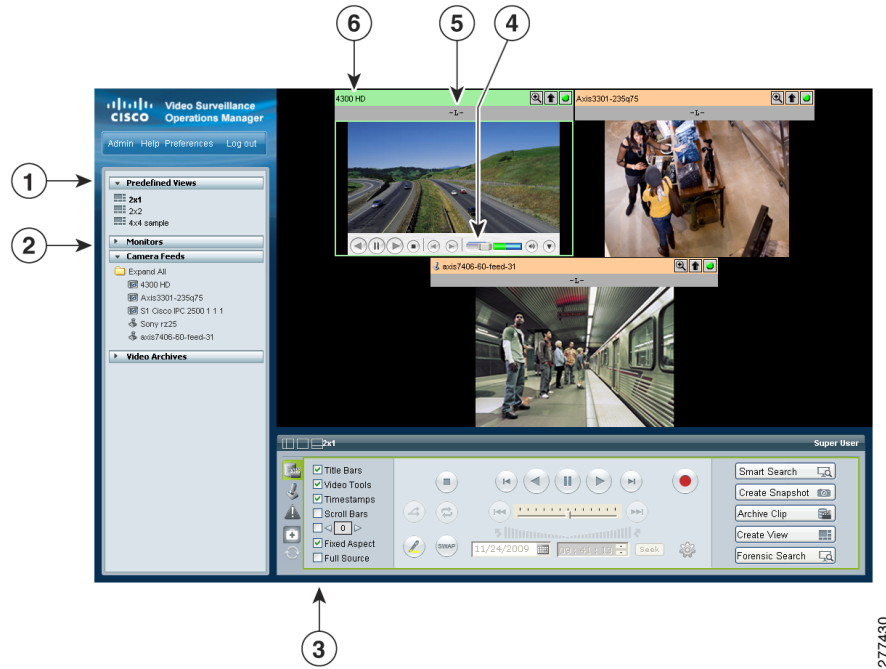 6
5
4
1
2
3
CISCO
Video Surveillance
Operations Manager
Admin Help Preferences Log out
Predefined Views
2x1
2x2
4x4 sample
Monitors
Camera Feeds
Expand All
4300 HD
Axis3301-235q75
S1 Cisco IPC 2500 1 1 1
Sony rz25
axis7406-60-feed-31
Video Archives
4300 HD
-L-
Axis3301-235q75
axis7406-60-feed-31
-L-
2x1
Super User
Title Bars
Video Tools
Timestamps
Scroll Bars
0
Fixed Aspect
Full Source
SWAP
11/24/2009
Seek
Smart Search
Create Snapshot
Archive Clip
Create View
Forensic Search
277430